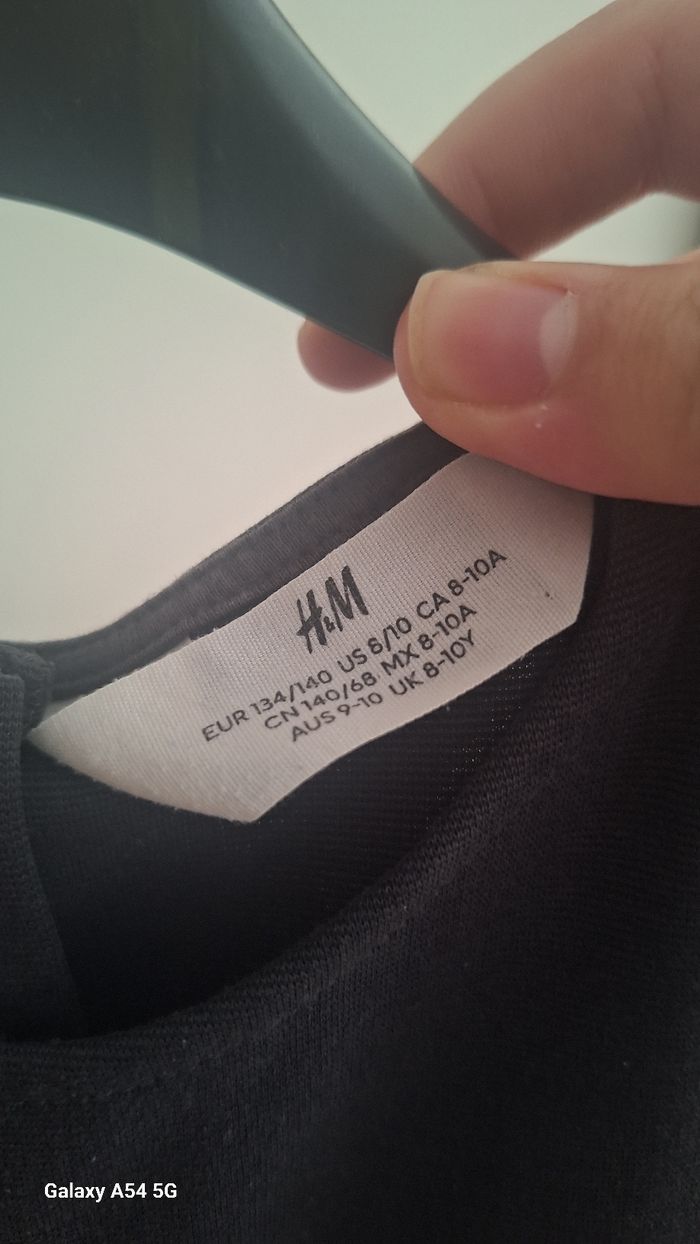 H&M
EUR 134/140 US 8/10 CA 8-10A
CN 140/68 MX 8-10A
AUS 9-10 UK 8-10Y
Galaxy A54 5G